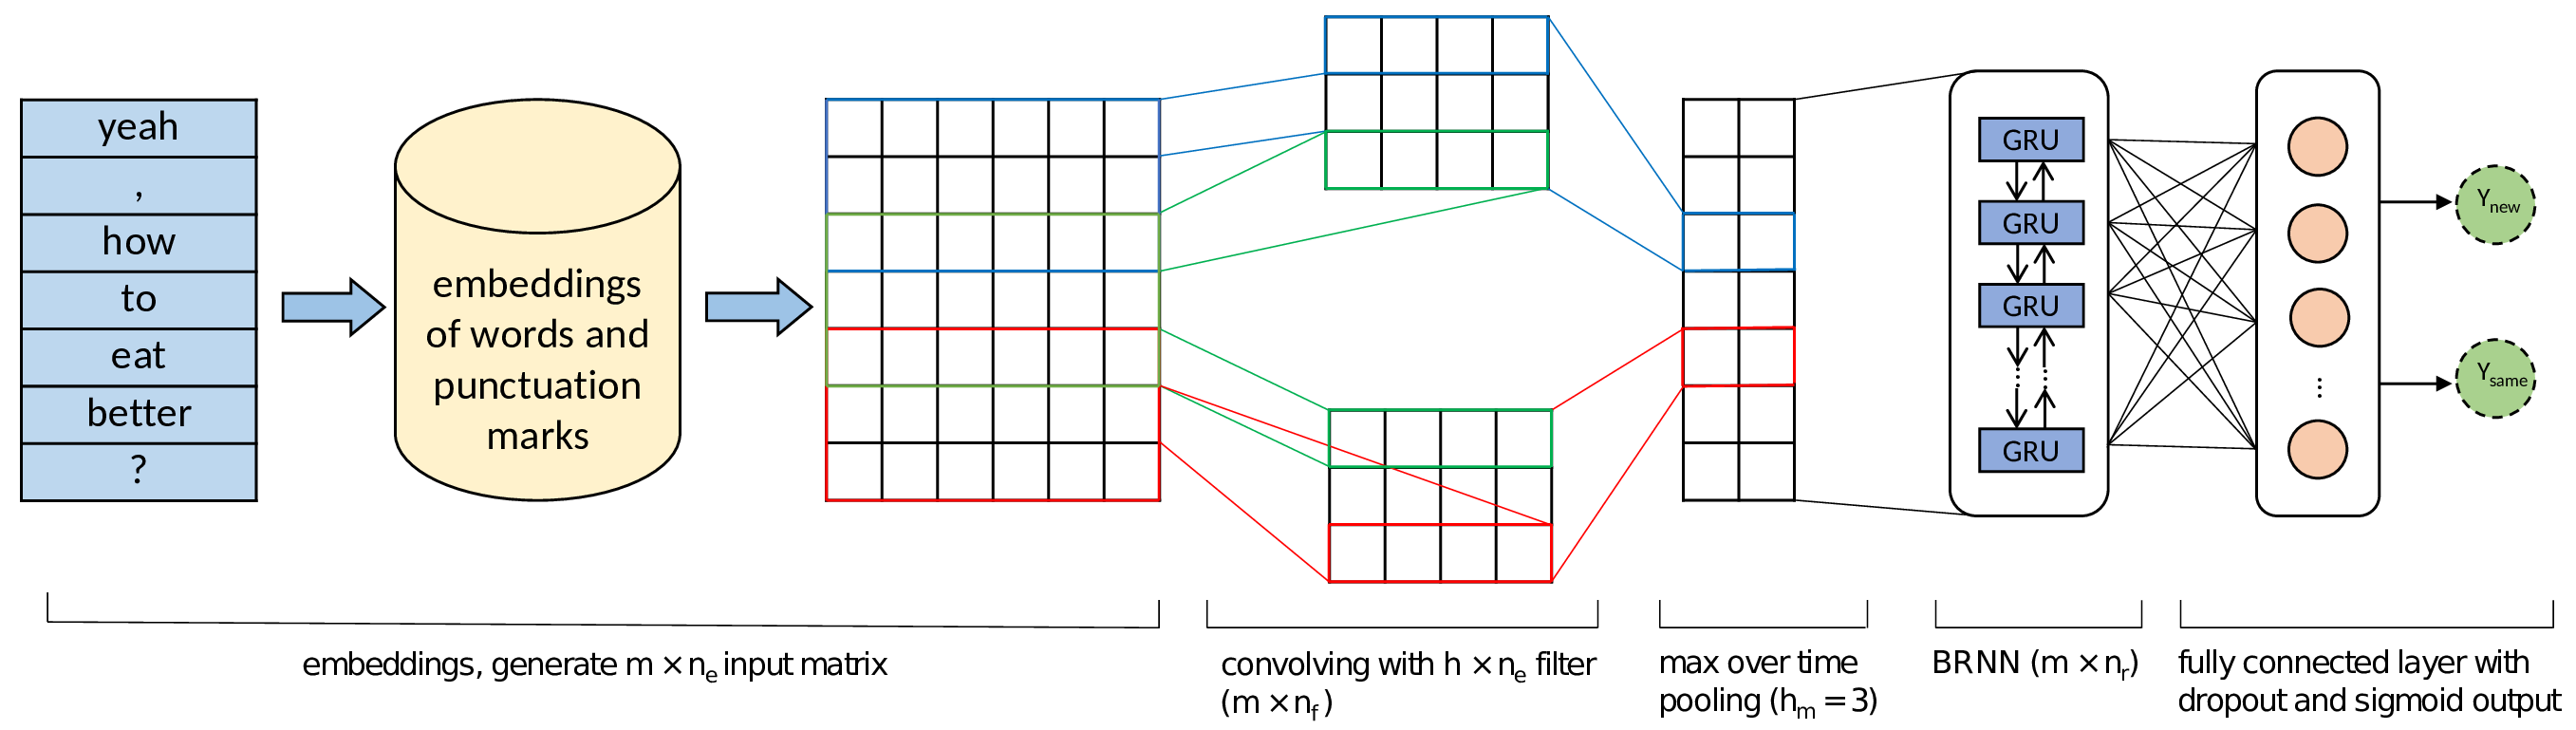 yeah
,
how
to
eat
better
?
embeddings
of words and
punctuation
marks
GRU
GRU
GRU
GRU
⋮
Y_new
Y_same
embeddings, generate m × n_e input matrix
convolving with h × n_e filter
(m × n_f)
max over time
pooling (h_m = 3)
BRNN (m × n_r)
fully connected layer with
dropout and sigmoid output